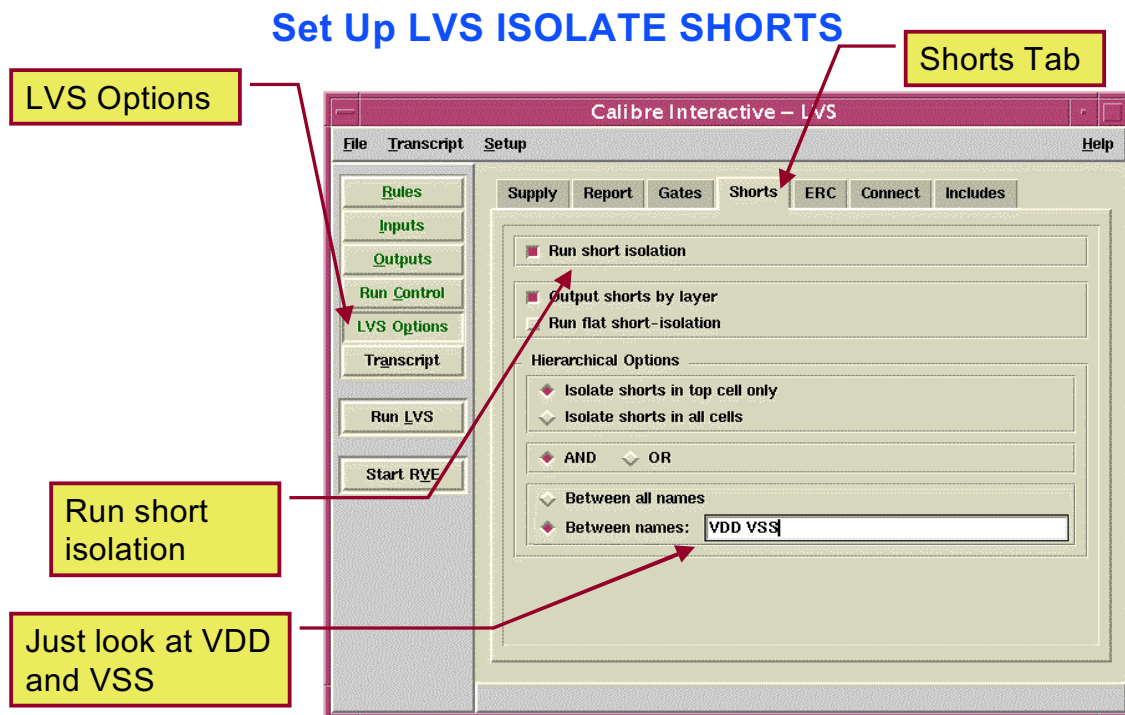 Set Up LVS ISOLATE SHORTS
Shorts Tab
LVS Options
Calibre Interactive – LVS
File Transcript Setup Help
Rules
Inputs
Outputs
Run Control
LVS Options
Transcript
Run LVS
Start RVE
Supply Report Gates Shorts ERC Connect Includes
Run short isolation
Output shorts by layer
Run flat short-isolation
Hierarchical Options
Isolate shorts in top cell only
Isolate shorts in all cells
AND OR
Between all names
Between names: VDD VSS
Run short
isolation
Just look at VDD
and VSS